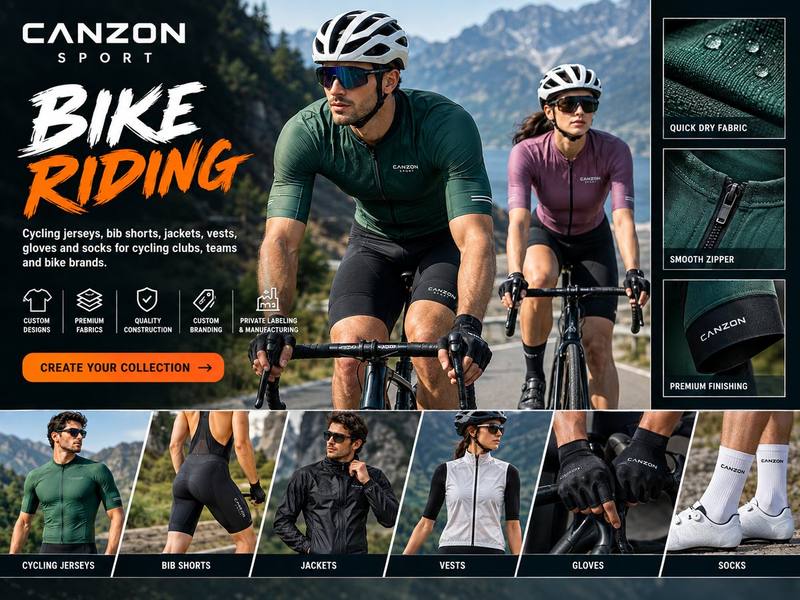 CANZON
SPORT
BIKE
RIDING
Cycling jerseys, bib shorts, jackets, vests,
gloves and socks for cycling clubs, teams
and bike brands.
CUSTOM
DESIGNS
PREMIUM
FABRICS
QUALITY
CONSTRUCTION
CUSTOM
BRANDING
PRIVATE LABELING
& MANUFACTURING
CREATE YOUR COLLECTION →
CANZON
SPORT
CANZON
SPORT
CANZON
SPORT
QUICK DRY FABRIC
SMOOTH ZIPPER
CANZON
PREMIUM FINISHING
CYCLING JERSEYS
CANZON
BIB SHORTS
JACKETS
VESTS
CANZON
GLOVES
CANZON
CANZON
SOCKS